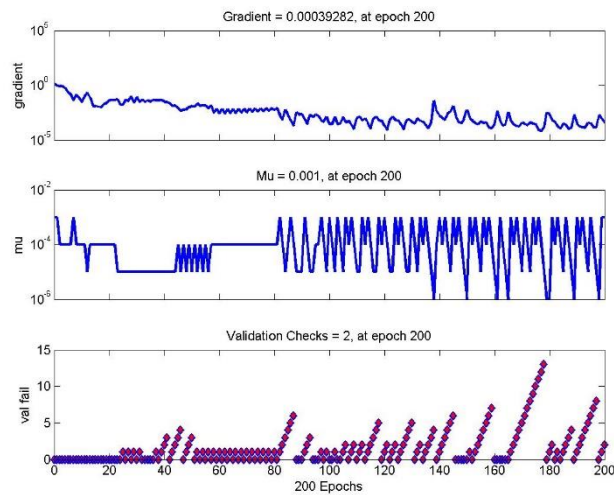 Gradient = 0.00039282, at epoch 200
10^5
10^0
10^-5
gradient
Mu = 0.001, at epoch 200
10^-2
10^-4
10^-6
mu
Validation Checks = 2, at epoch 200
15
10
5
0
val fail
0 20 40 60 80 100 120 140 160 180 200
200 Epochs